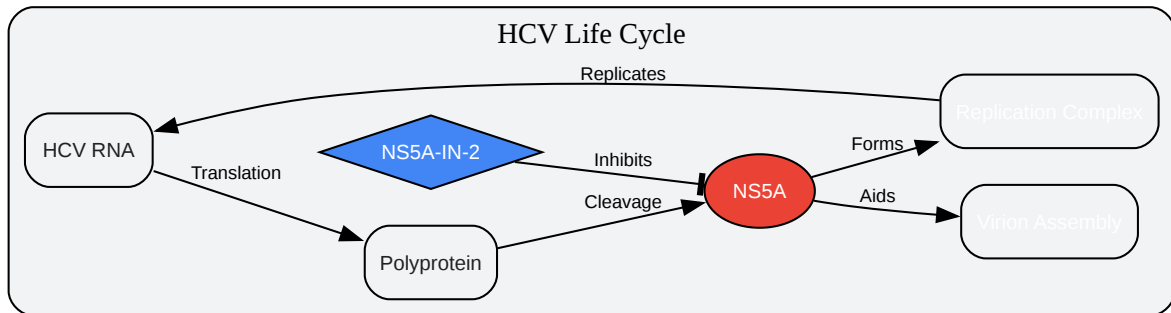 HCV Life Cycle
Replicates
Replication Complex
HCV RNA
NS5A-IN-2
Inhibits
Forms
Translation
NS5A
Cleavage
Aids
Virion Assembly
Polyprotein